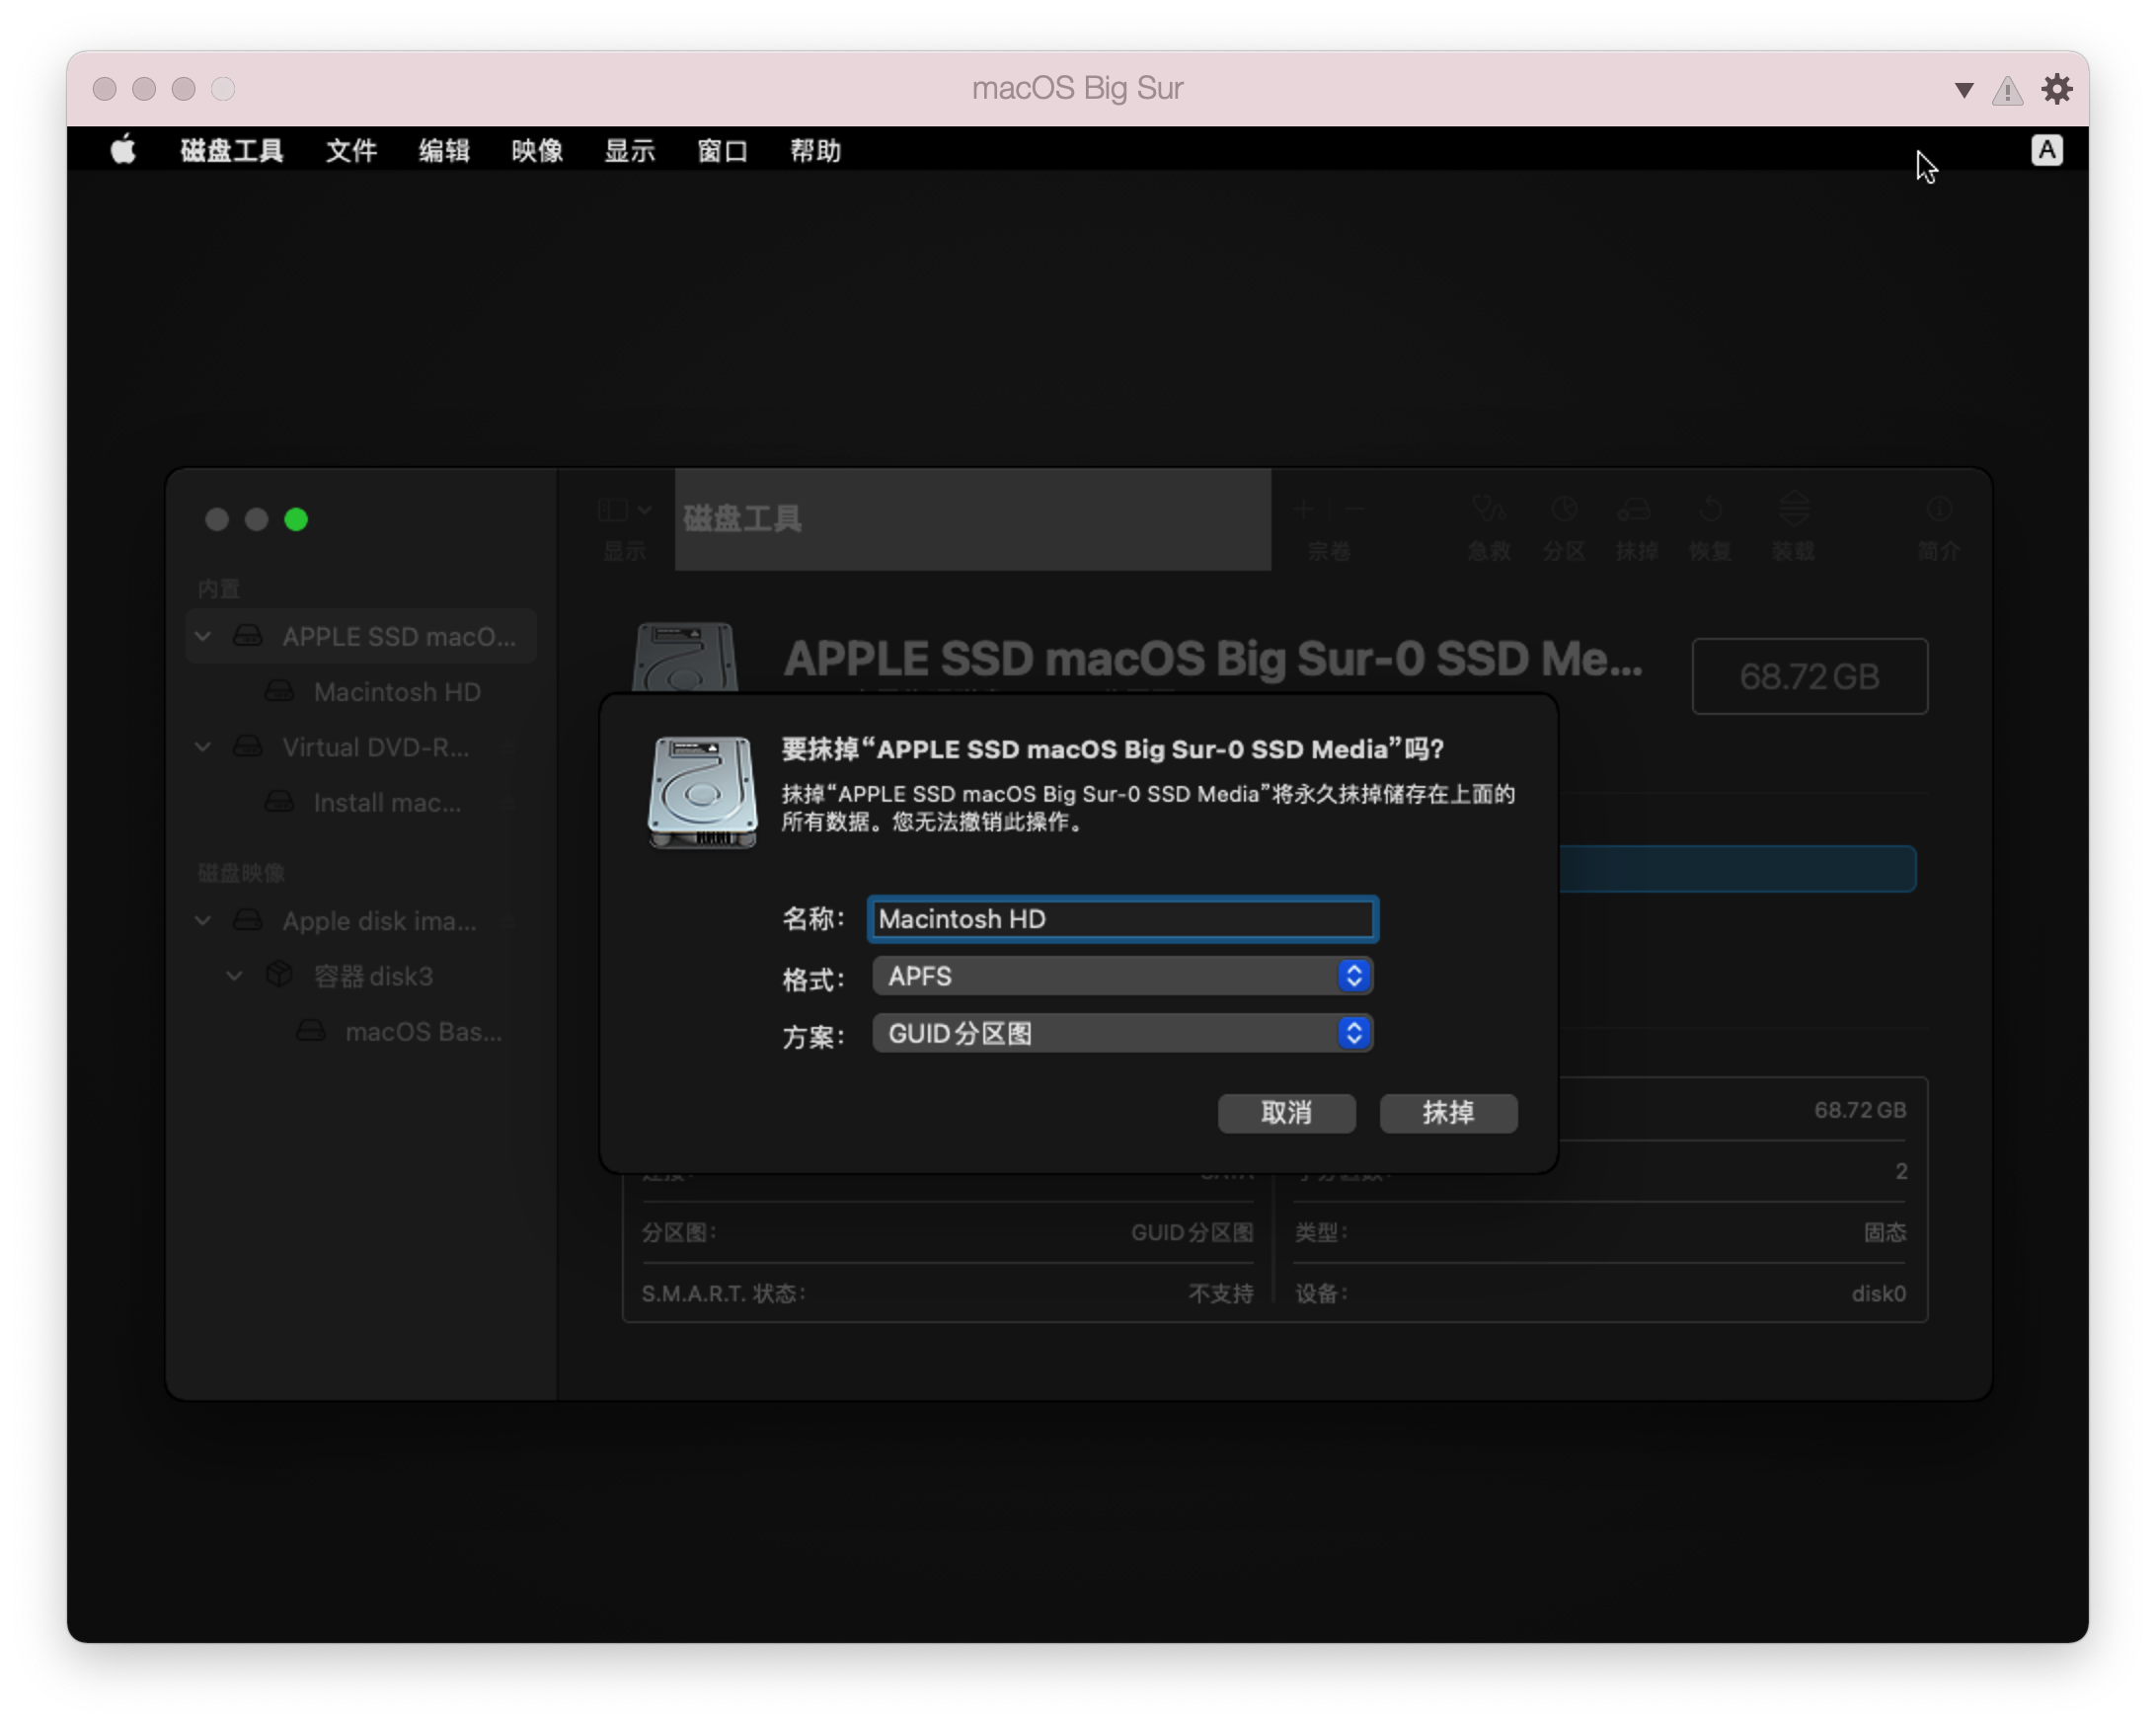 macOS Big Sur
磁盘工具 文件 编辑 映像 显示 窗口 帮助 A
磁盘工具
显示 宗卷 急救 分区 抹掉 恢复 装载 简介
内置
APPLE SSD macO...
Macintosh HD
Virtual DVD-R...
Install mac...
磁盘映像
Apple disk ima...
容器 disk3
macOS Bas...
APPLE SSD macOS Big Sur-0 SSD Me...
68.72 GB
要抹掉“APPLE SSD macOS Big Sur-0 SSD Media”吗?
抹掉“APPLE SSD macOS Big Sur-0 SSD Media”将永久抹掉储存在上面的
所有数据。您无法撤销此操作。
名称: Macintosh HD
格式: APFS
方案: GUID分区图
取消 抹掉
68.72 GB
2
分区图: GUID分区图 类型: 固态
S.M.A.R.T. 状态: 不支持 设备: disk0